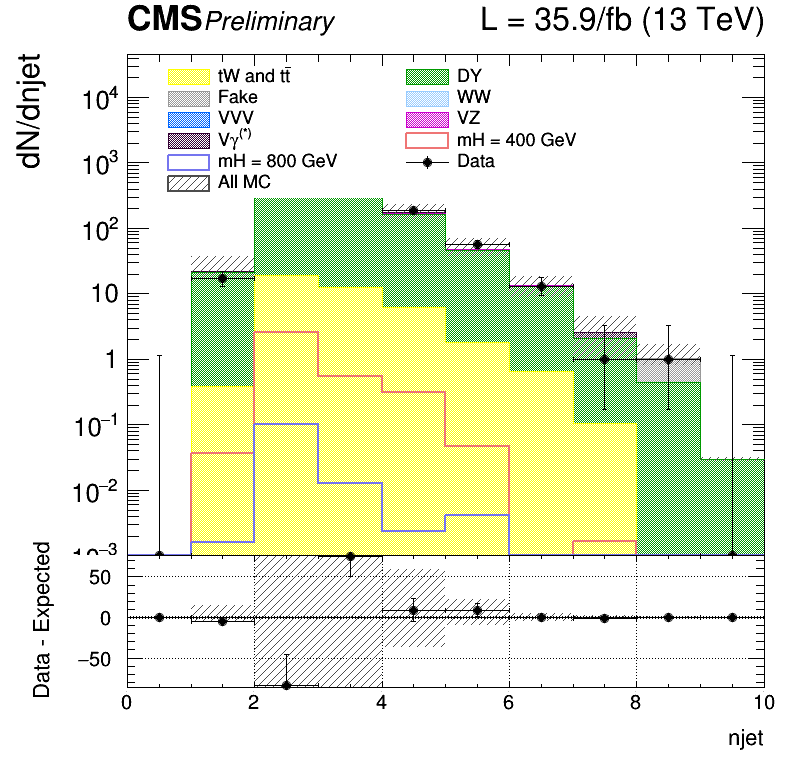 CMS Preliminary L = 35.9/fb (13 TeV)
dN/dnjet
tW and tt̄ DY
Fake WW
VVV VZ
Vγ(*) mH = 400 GeV
mH = 800 GeV Data
All MC
10⁴
10³
10²
10
1
10⁻¹
10⁻²
10⁻³
Data - Expected
50
0
−50
0 2 4 6 8 10
njet